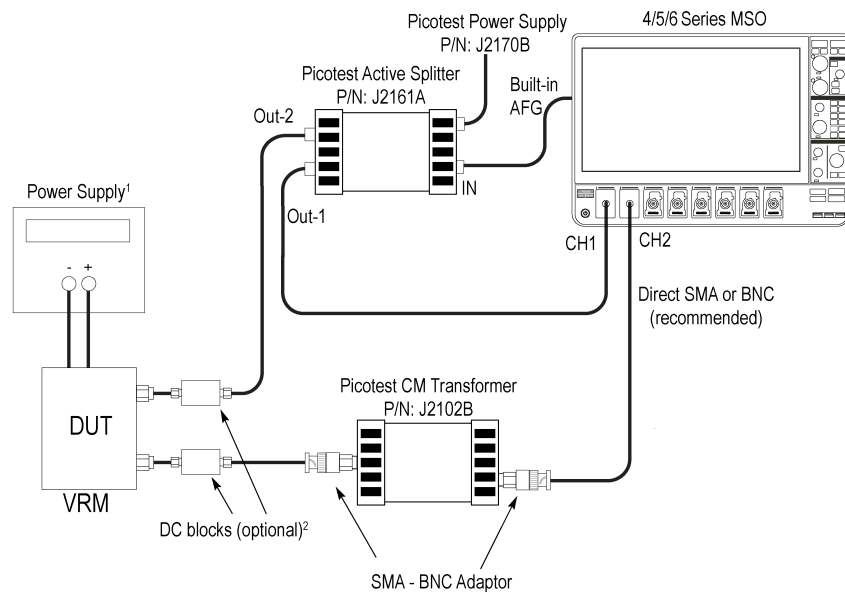 4/5/6 Series MSO
Picotest Power Supply
P/N: J2170B
Picotest Active Splitter
P/N: J2161A
Built-in
AFG
Out-2
IN
Power Supply¹
Out-1
CH1
CH2
- +
Direct SMA or BNC
(recommended)
Picotest CM Transformer
P/N: J2102B
DUT
VRM
DC blocks (optional)²
SMA - BNC Adaptor